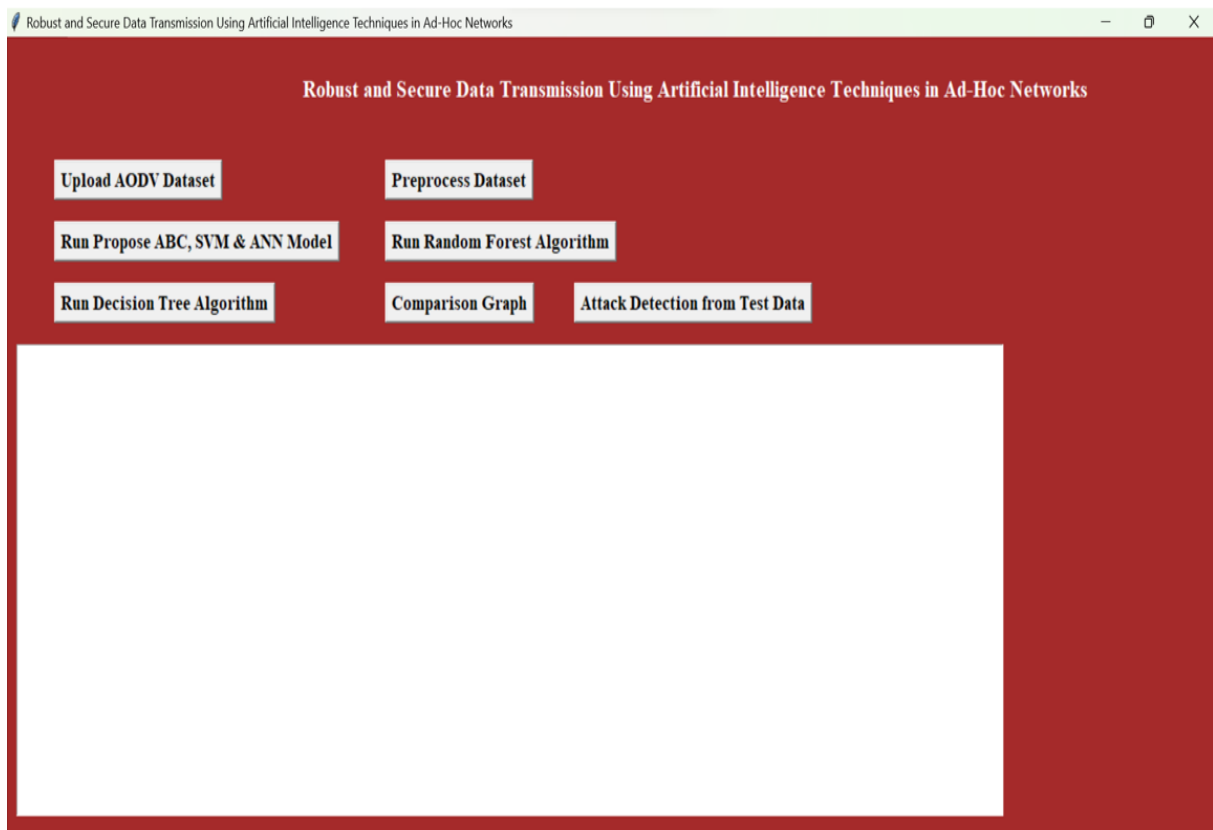 Robust and Secure Data Transmission Using Artificial Intelligence Techniques in Ad-Hoc Networks
Robust and Secure Data Transmission Using Artificial Intelligence Techniques in Ad-Hoc Networks
Upload AODV Dataset
Preprocess Dataset
Run Propose ABC, SVM & ANN Model
Run Random Forest Algorithm
Run Decision Tree Algorithm
Comparison Graph
Attack Detection from Test Data